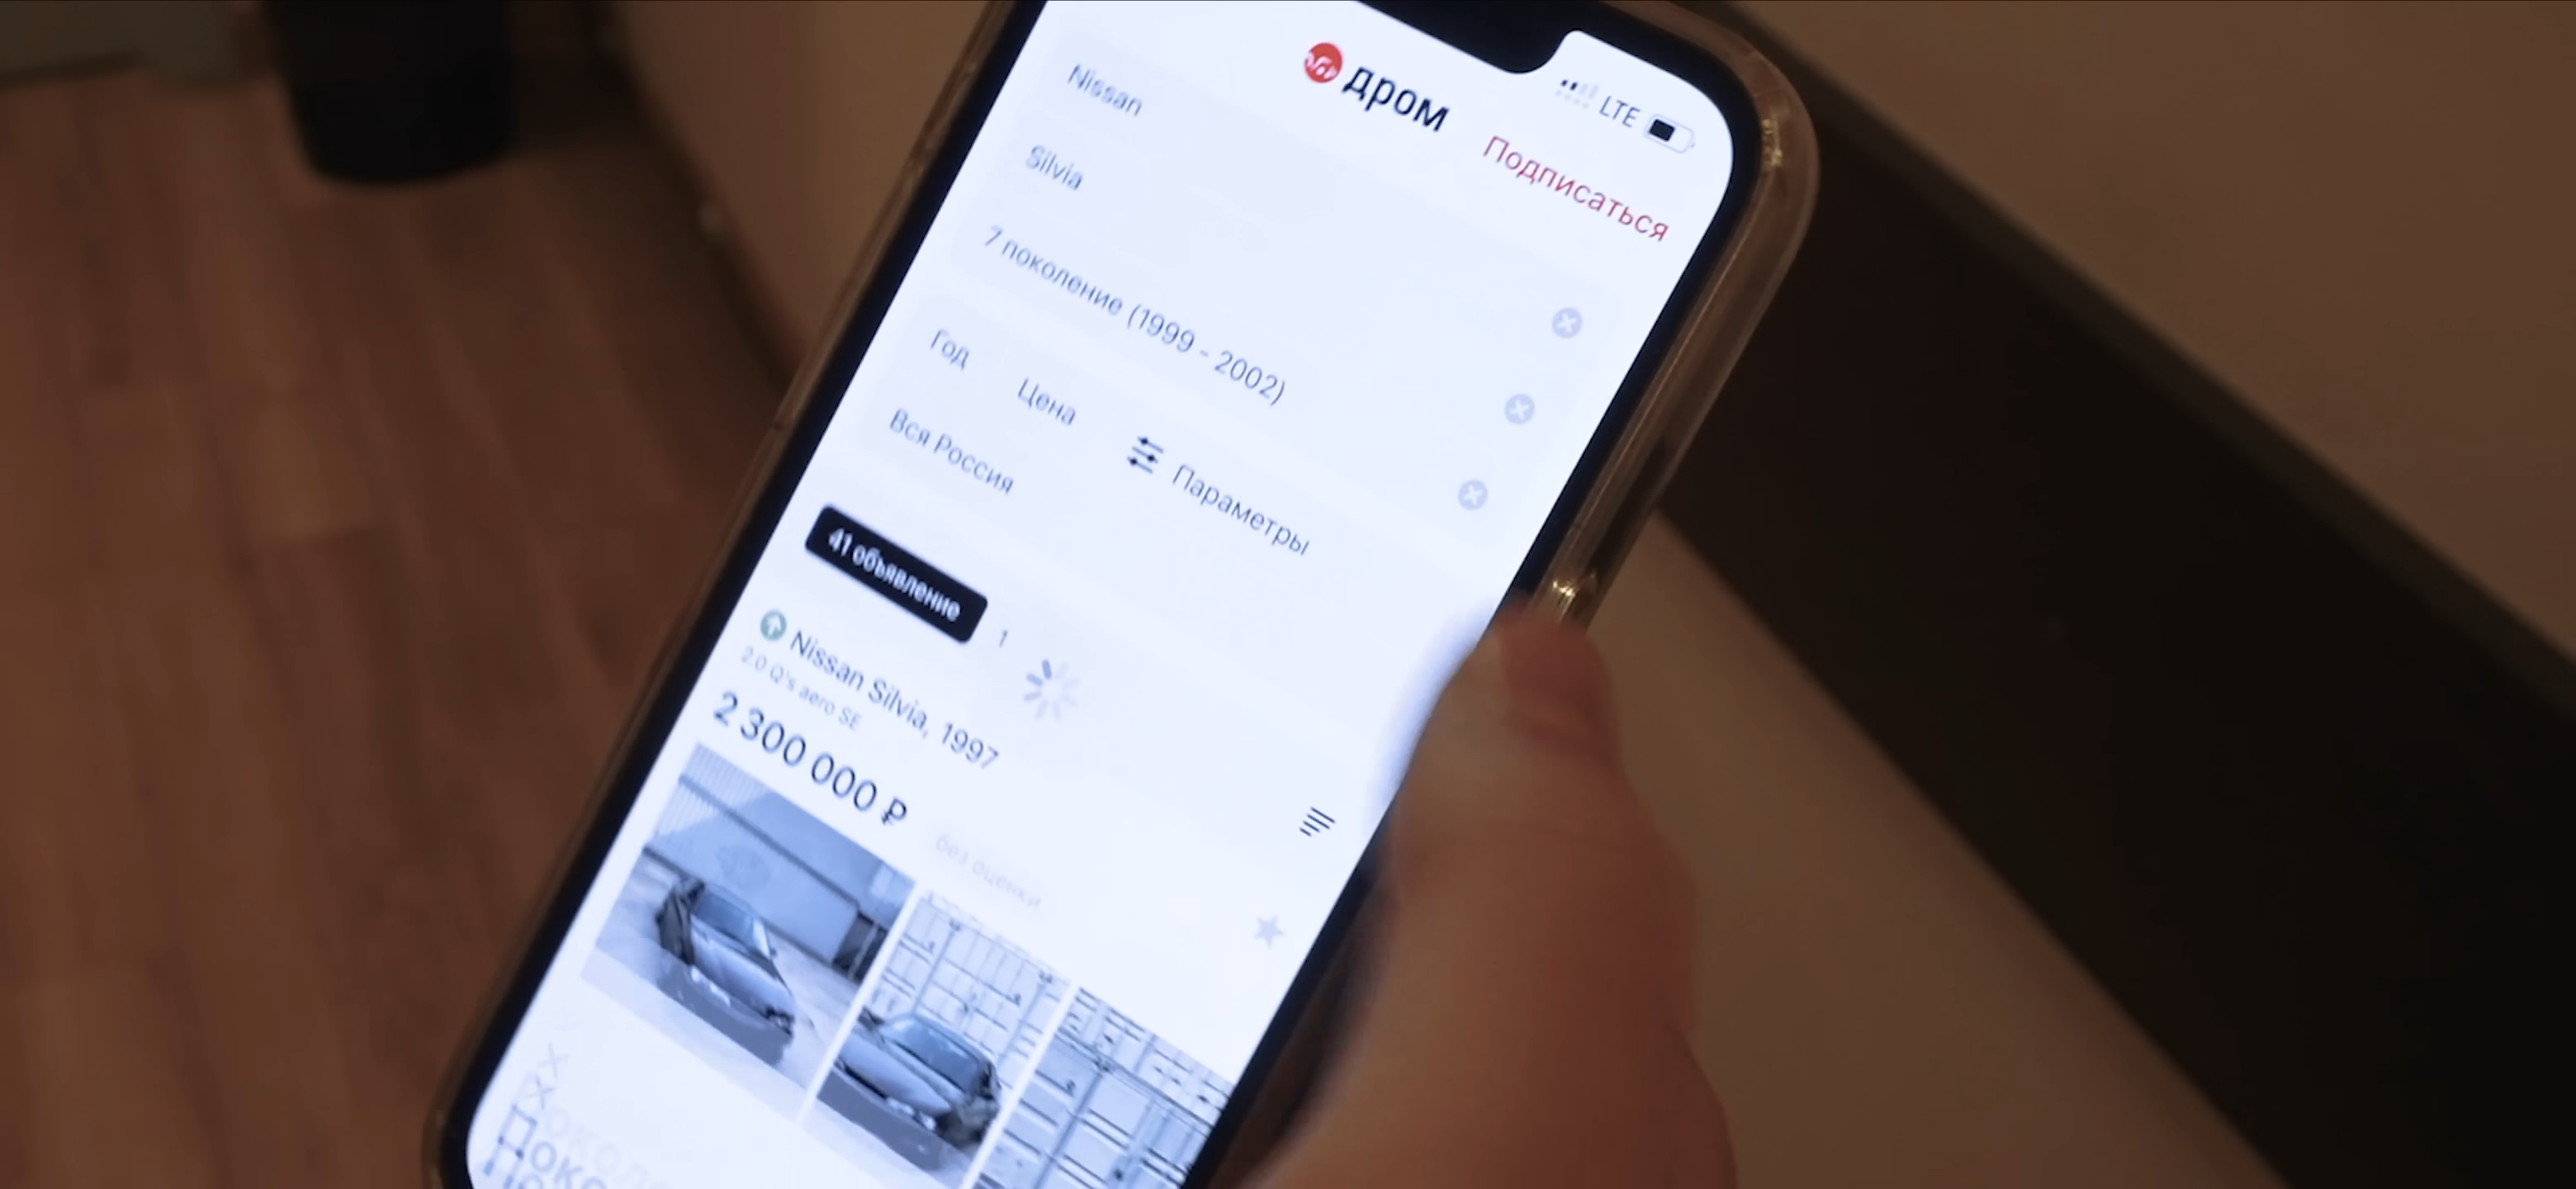 LTE
дром
Подписаться
Nissan
Silvia
7 поколение (1999 - 2002)
Год Цена Параметры
Вся Россия
41 объявление 1
Nissan Silvia, 1997
2.0 Q's aero SE
2 300 000 ₽
без оценки